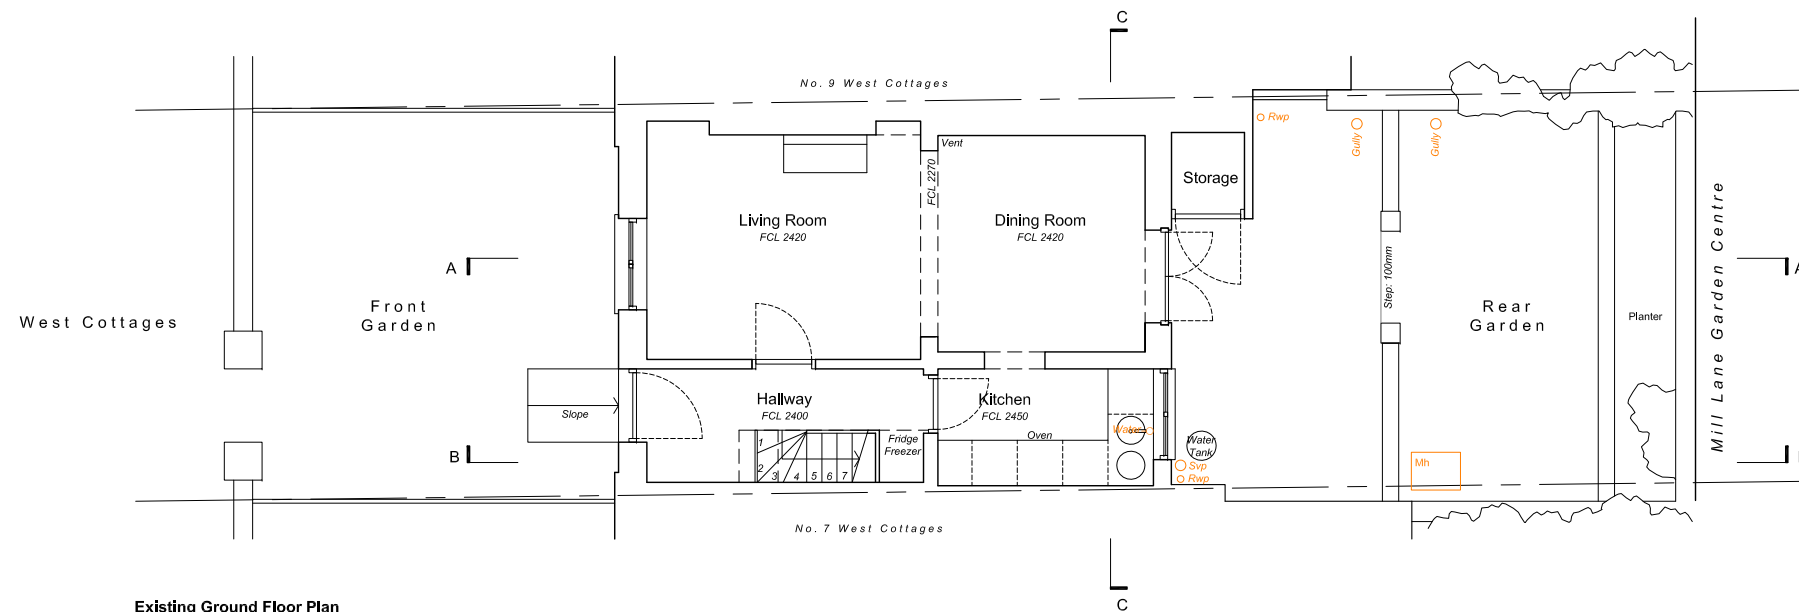 C
No. 9 West Cottages
Rwp
Gully
Gully
Vent
FCL 2270
Storage
Living Room
FCL 2420
Dining Room
FCL 2420
A
A
Front
Garden
West Cottages
Step: 100mm
Rear
Garden
Planter
Mill Lane Garden Centre
Hallway
FCL 2400
Kitchen
FCL 2450
Slope
Oven
Water
Fridge
Freezer
Water
Tank
1
2
3
4
5
6
7
B
Svp
Rwp
Mh
No. 7 West Cottages
C
Existing Ground Floor Plan